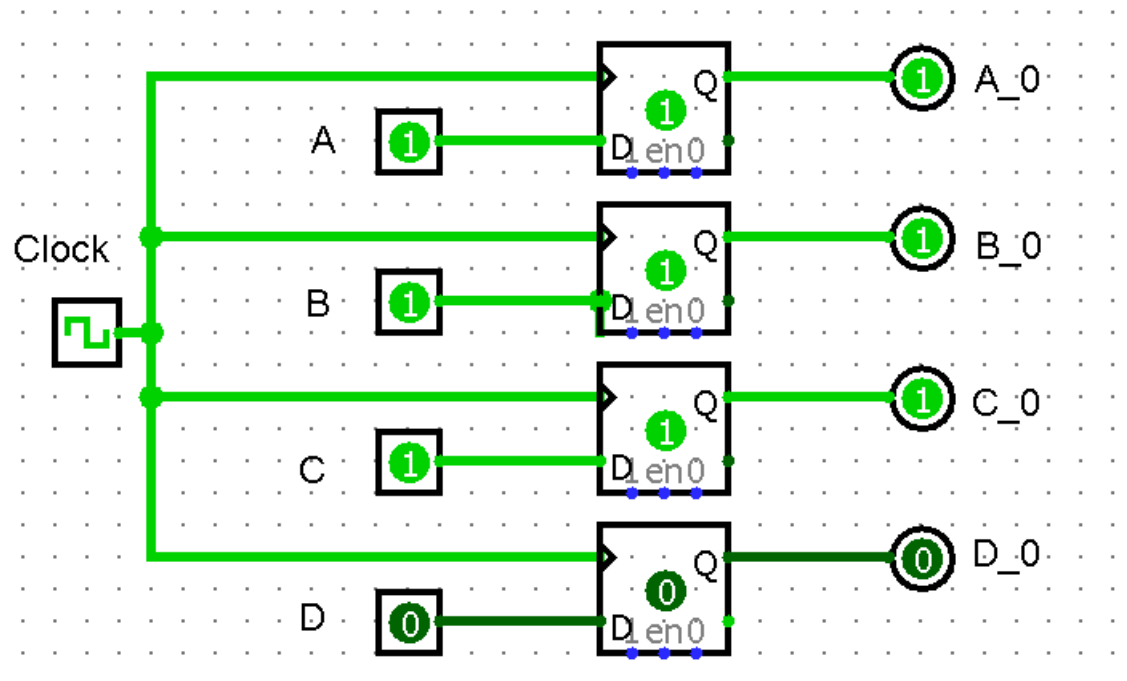 Q
1 A_0
1
A 1 D
1 en 0
Q
1 B_0
Clock
1
B 1 D
1 en 0
Q
1 C_0
1
C 1 D
1 en 0
Q
0 D_0
0
D 0 D
1 en 0